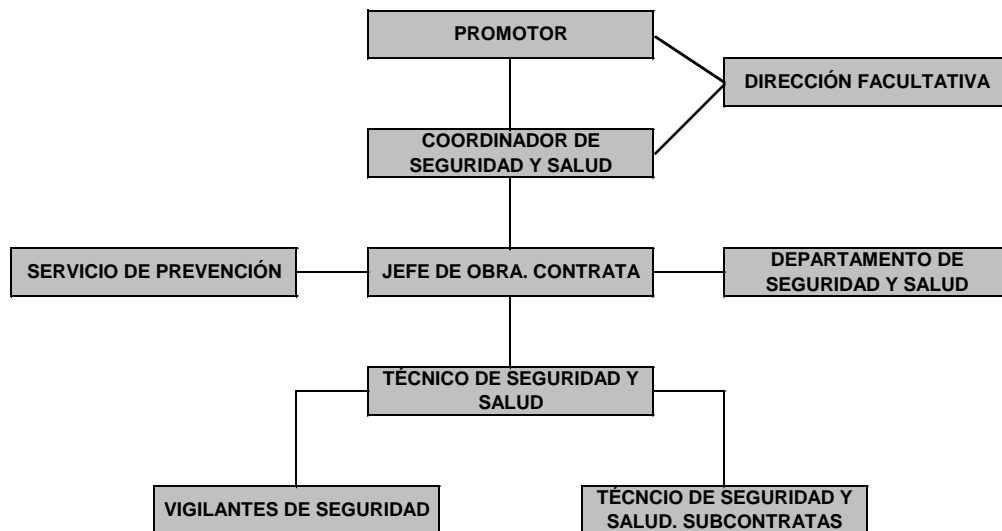 PROMOTOR
DIRECCIÓN FACULTATIVA
COORDINADOR DE
SEGURIDAD Y SALUD
SERVICIO DE PREVENCIÓN
JEFE DE OBRA. CONTRATA
DEPARTAMENTO DE
SEGURIDAD Y SALUD
TÉCNICO DE SEGURIDAD Y
SALUD
VIGILANTES DE SEGURIDAD
TÉCNCIO DE SEGURIDAD Y
SALUD. SUBCONTRATAS